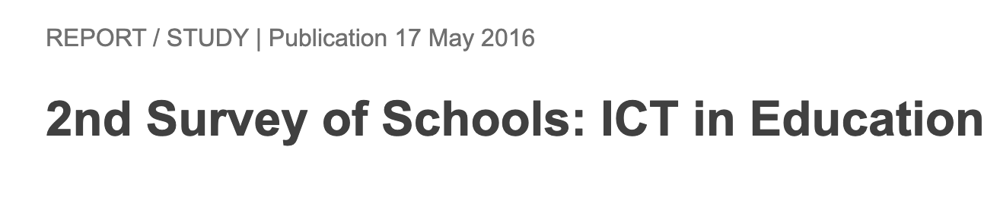 REPORT / STUDY | Publication 17 May 2016
2nd Survey of Schools: ICT in Education